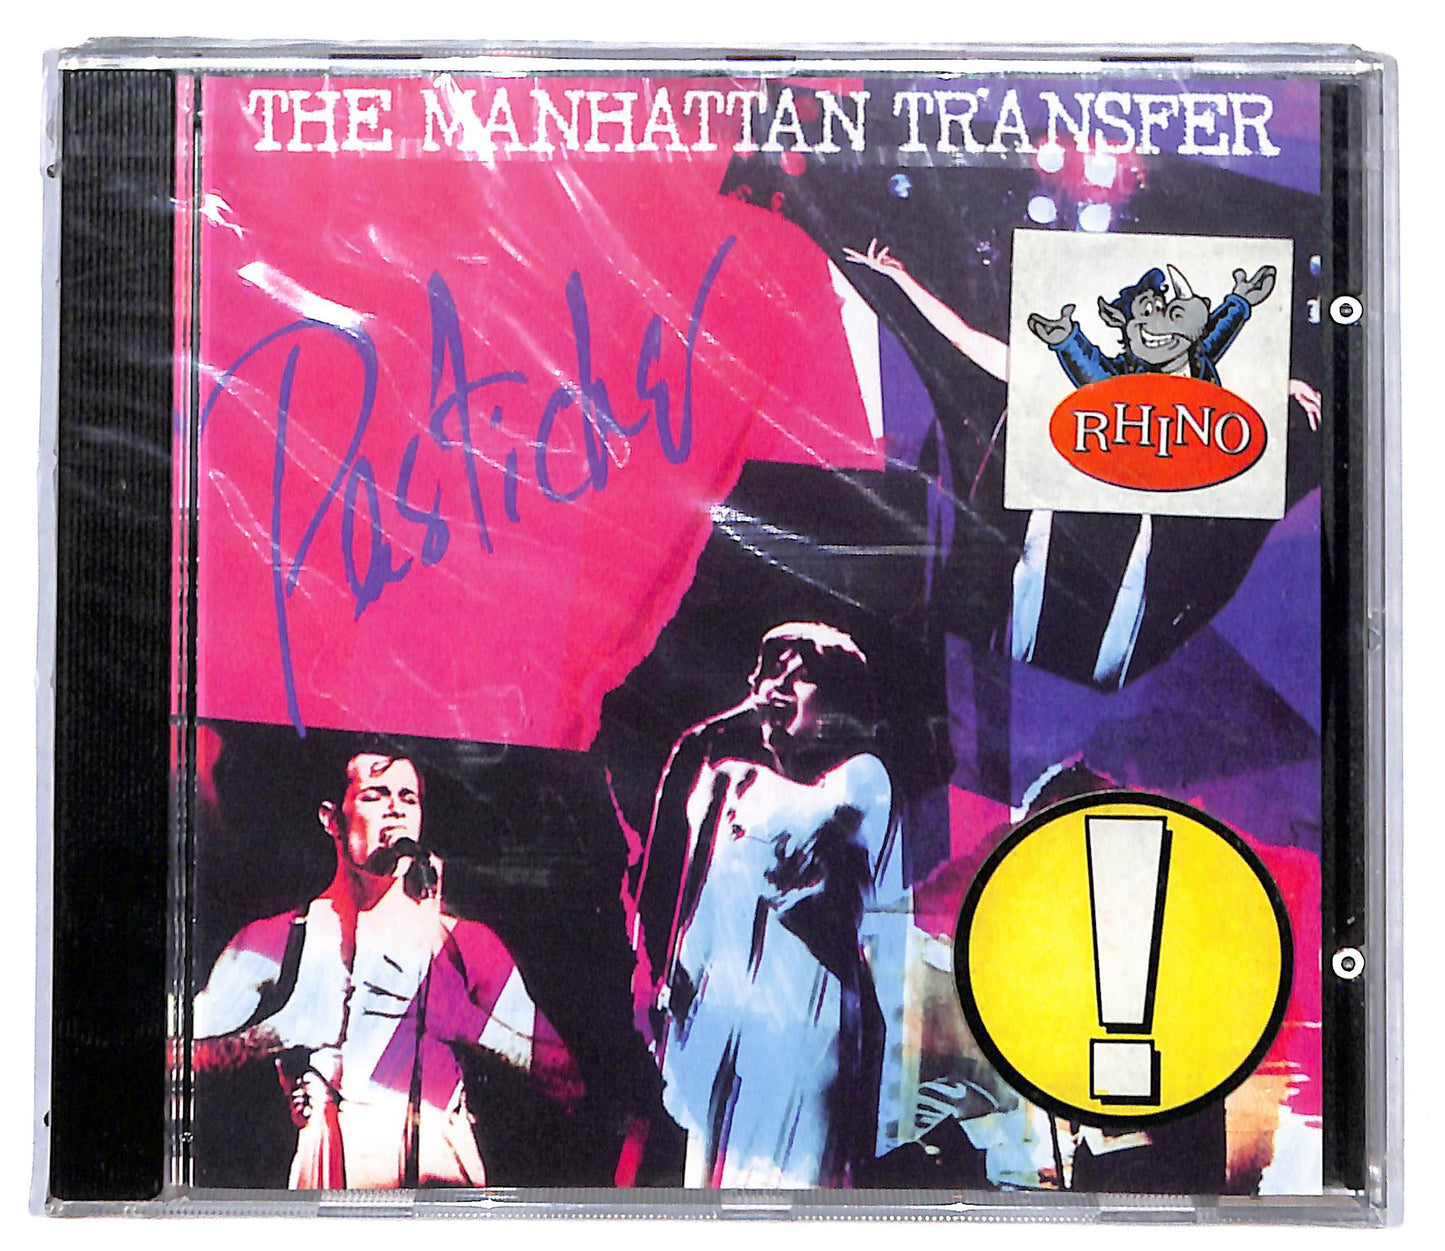 THE MANHATTAN TRANSFER
Pastiche
RHINO
!